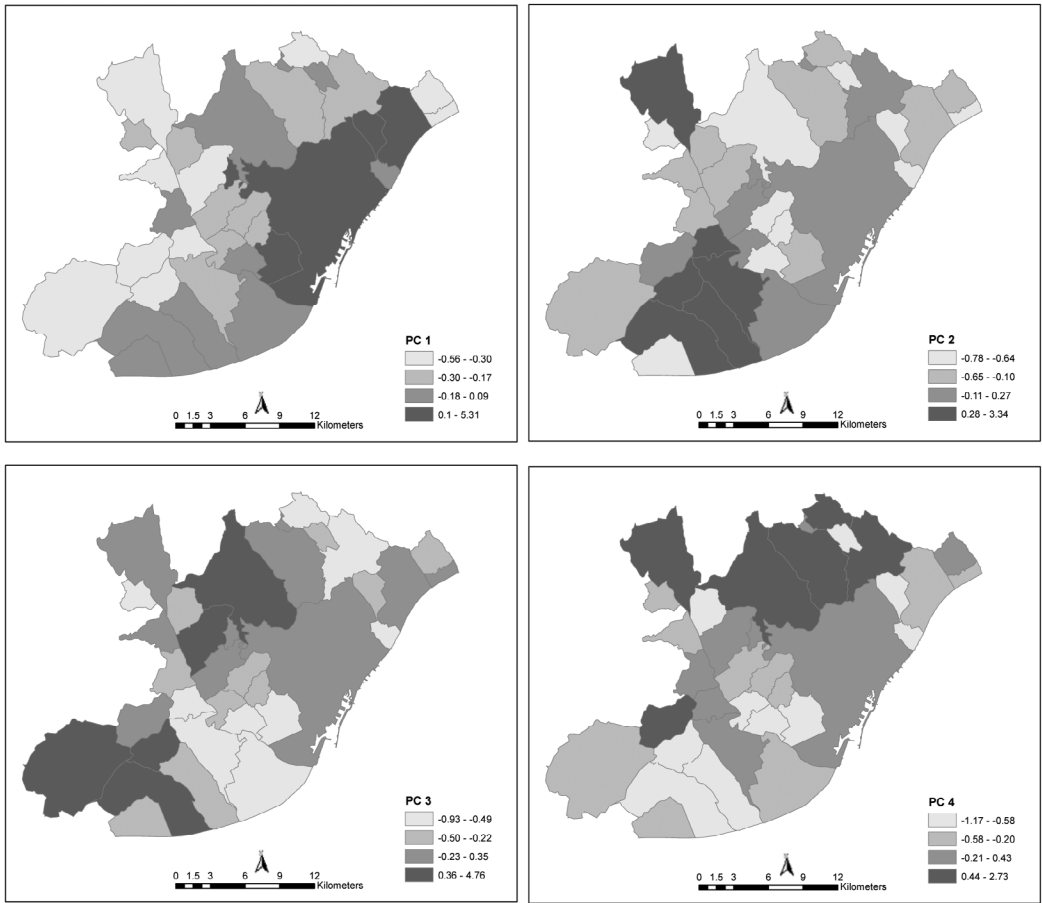 PC 1
-0.56 - -0.30
-0.30 - -0.17
-0.18 - 0.09
0.1 - 5.31
0 1.5 3 6 9 12
Kilometers
PC 2
-0.78 - -0.64
-0.65 - -0.10
-0.11 - 0.27
0.28 - 3.34
0 1.5 3 6 9 12
Kilometers
PC 3
-0.93 - -0.49
-0.50 - -0.22
-0.23 - 0.35
0.36 - 4.76
0 1.5 3 6 9 12
Kilometers
PC 4
-1.17 - -0.58
-0.58 - -0.20
-0.21 - 0.43
0.44 - 2.73
0 1.5 3 6 9 12
Kilometers